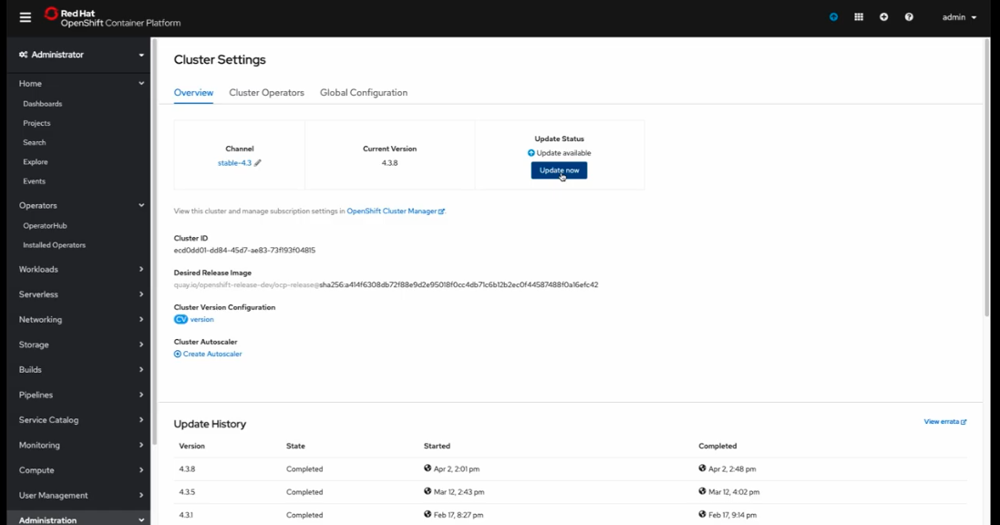 Red Hat
OpenShift Container Platform
admin
Administrator
Home
Dashboards
Projects
Search
Explore
Events
Operators
OperatorHub
Installed Operators
Workloads
Serverless
Networking
Storage
Builds
Pipelines
Service Catalog
Monitoring
Compute
User Management
Administration
Cluster Settings
Overview Cluster Operators Global Configuration
Channel
stable-4.3
Current Version
4.3.8
Update Status
Update available
Update now
View this cluster and manage subscription settings in OpenShift Cluster Manager.
Cluster ID
ecd0dd01-dd84-45d7-ae83-73f193f04815
Desired Release Image
quay.io/openshift-release-dev/ocp-release@sha256:a414f6308db72f88e9d2e95018f0cc4db71c6b12b2ec0f44587488f0a16efc42
Cluster Version Configuration
CV version
Cluster Autoscaler
Create Autoscaler
Update History
View errata
Version State Started Completed
4.3.8 Completed Apr 2, 2:01 pm Apr 2, 2:48 pm
4.3.5 Completed Mar 12, 2:43 pm Mar 12, 4:02 pm
4.3.1 Completed Feb 17, 8:27 pm Feb 17, 9:14 pm